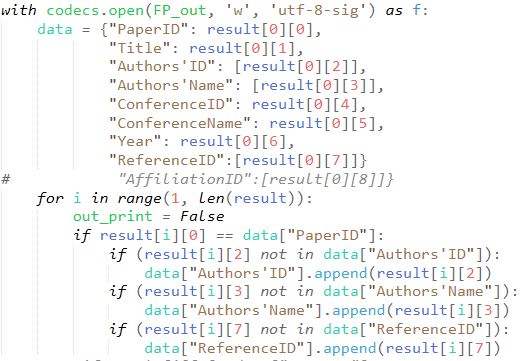 with codecs.open(FP_out, 'w', 'utf-8-sig') as f:
    data = {"PaperID": result[0][0],
            "Title": result[0][1],
            "Authors'ID": [result[0][2]],
            "Authors'Name": [result[0][3]],
            "ConferenceID": result[0][4],
            "ConferenceName": result[0][5],
            "Year": result[0][6],
            "ReferenceID":[result[0][7]]}
#            "AffiliationID":[result[0][8]]}
    for i in range(1, len(result)):
        out_print = False
        if result[i][0] == data["PaperID"]:
            if (result[i][2] not in data["Authors'ID"]):
                data["Authors'ID"].append(result[i][2])
            if (result[i][3] not in data["Authors'Name"]):
                data["Authors'Name"].append(result[i][3])
            if (result[i][7] not in data["ReferenceID"]):
                data["ReferenceID"].append(result[i][7])